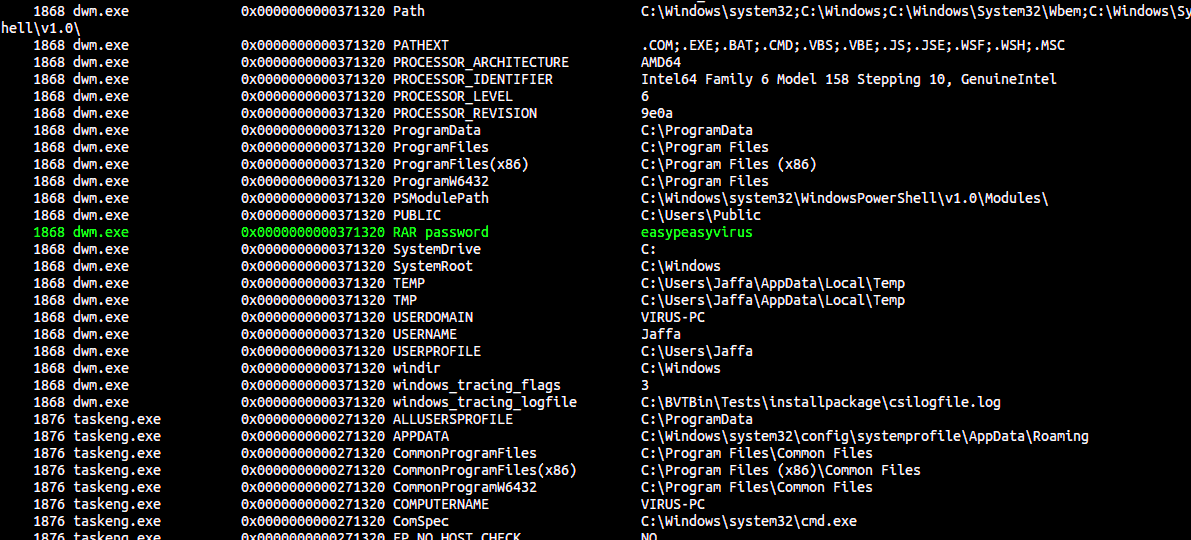 1868 dwm.exe 0x0000000000371320 Path C:\Windows\system32;C:\Windows;C:\Windows\System32\Wbem;C:\Windows\Sy
hell\v1.0\
1868 dwm.exe 0x0000000000371320 PATHEXT .COM;.EXE;.BAT;.CMD;.VBS;.VBE;.JS;.JSE;.WSF;.WSH;.MSC
1868 dwm.exe 0x0000000000371320 PROCESSOR_ARCHITECTURE AMD64
1868 dwm.exe 0x0000000000371320 PROCESSOR_IDENTIFIER Intel64 Family 6 Model 158 Stepping 10, GenuineIntel
1868 dwm.exe 0x0000000000371320 PROCESSOR_LEVEL 6
1868 dwm.exe 0x0000000000371320 PROCESSOR_REVISION 9e0a
1868 dwm.exe 0x0000000000371320 ProgramData C:\ProgramData
1868 dwm.exe 0x0000000000371320 ProgramFiles C:\Program Files
1868 dwm.exe 0x0000000000371320 ProgramFiles(x86) C:\Program Files (x86)
1868 dwm.exe 0x0000000000371320 ProgramW6432 C:\Program Files
1868 dwm.exe 0x0000000000371320 PSModulePath C:\Windows\system32\WindowsPowerShell\v1.0\Modules\
1868 dwm.exe 0x0000000000371320 PUBLIC C:\Users\Public
1868 dwm.exe 0x0000000000371320 RAR password easypeasyvirus
1868 dwm.exe 0x0000000000371320 SystemDrive C:
1868 dwm.exe 0x0000000000371320 SystemRoot C:\Windows
1868 dwm.exe 0x0000000000371320 TEMP C:\Users\Jaffa\AppData\Local\Temp
1868 dwm.exe 0x0000000000371320 TMP C:\Users\Jaffa\AppData\Local\Temp
1868 dwm.exe 0x0000000000371320 USERDOMAIN VIRUS-PC
1868 dwm.exe 0x0000000000371320 USERNAME Jaffa
1868 dwm.exe 0x0000000000371320 USERPROFILE C:\Users\Jaffa
1868 dwm.exe 0x0000000000371320 windir C:\Windows
1868 dwm.exe 0x0000000000371320 windows_tracing_flags 3
1868 dwm.exe 0x0000000000371320 windows_tracing_logfile C:\BVTBin\Tests\installpackage\csilogfile.log
1876 taskeng.exe 0x0000000000271320 ALLUSERSPROFILE C:\ProgramData
1876 taskeng.exe 0x0000000000271320 APPDATA C:\Windows\system32\config\systemprofile\AppData\Roaming
1876 taskeng.exe 0x0000000000271320 CommonProgramFiles C:\Program Files\Common Files
1876 taskeng.exe 0x0000000000271320 CommonProgramFiles(x86) C:\Program Files (x86)\Common Files
1876 taskeng.exe 0x0000000000271320 CommonProgramW6432 C:\Program Files\Common Files
1876 taskeng.exe 0x0000000000271320 COMPUTERNAME VIRUS-PC
1876 taskeng.exe 0x0000000000271320 ComSpec C:\Windows\system32\cmd.exe
1876 taskeng.exe 0x0000000000271320 FP_NO_HOST_CHECK NO